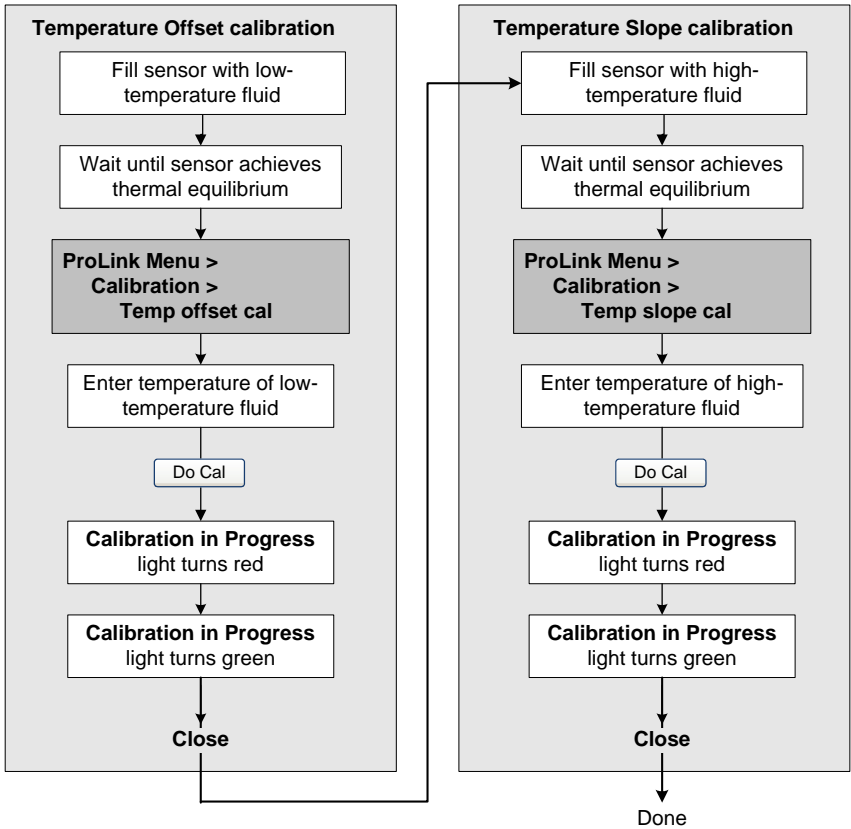 Temperature Offset calibration
Fill sensor with low-
temperature fluid
Wait until sensor achieves
thermal equilibrium
ProLink Menu >
Calibration >
Temp offset cal
Enter temperature of low-
temperature fluid
Do Cal
Calibration in Progress
light turns red
Calibration in Progress
light turns green
Close
Temperature Slope calibration
Fill sensor with high-
temperature fluid
Wait until sensor achieves
thermal equilibrium
ProLink Menu >
Calibration >
Temp slope cal
Enter temperature of high-
temperature fluid
Do Cal
Calibration in Progress
light turns red
Calibration in Progress
light turns green
Close
Done